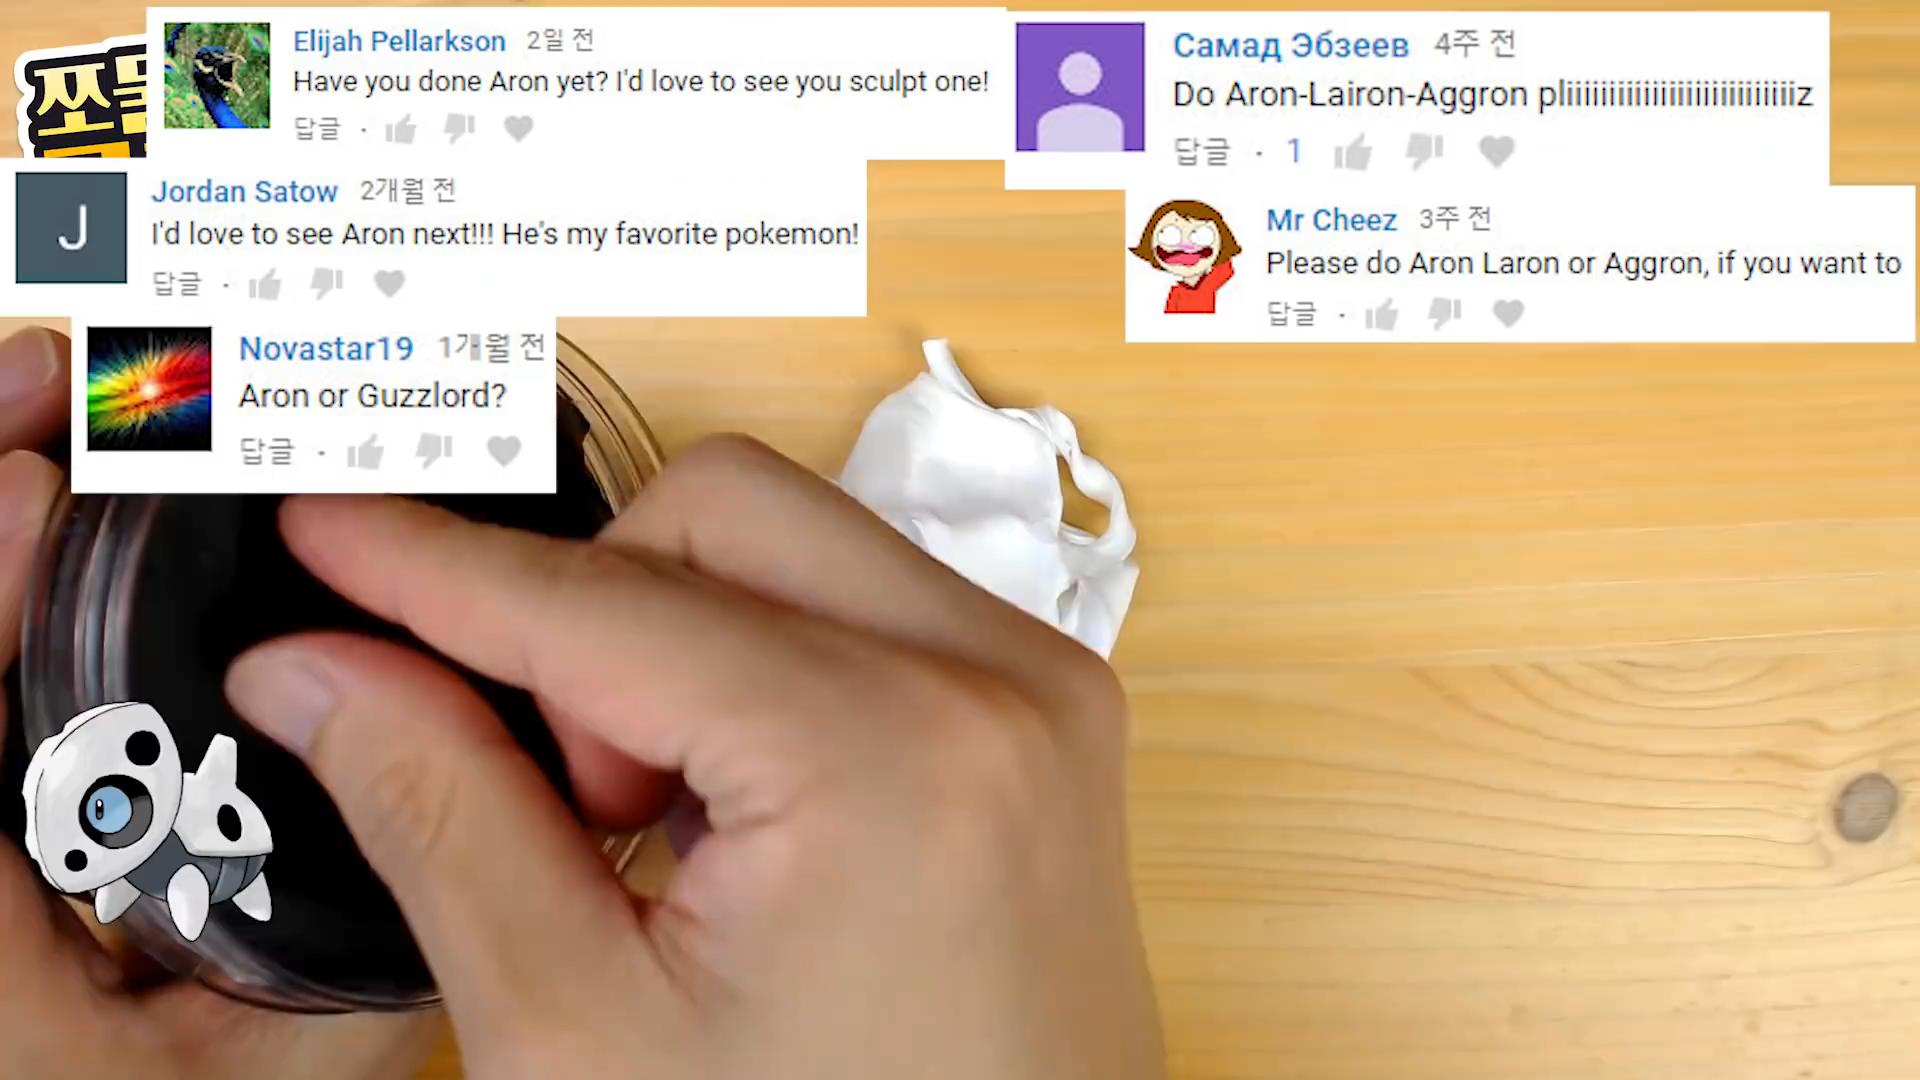 쪼물
Elijah Pellarkson 2일 전
Have you done Aron yet? I'd love to see you sculpt one!
답글
Самад Эбзеев 4주 전
Do Aron-Lairon-Aggron pliiiiiiiiiiiiiiiiiiiiiiiiiiiz
답글 · 1
J
Jordan Satow 2개월 전
I'd love to see Aron next!!! He's my favorite pokemon!
답글
Mr Cheez 3주 전
Please do Aron Laron or Aggron, if you want to
답글
Novastar19 1개월 전
Aron or Guzzlord?
답글